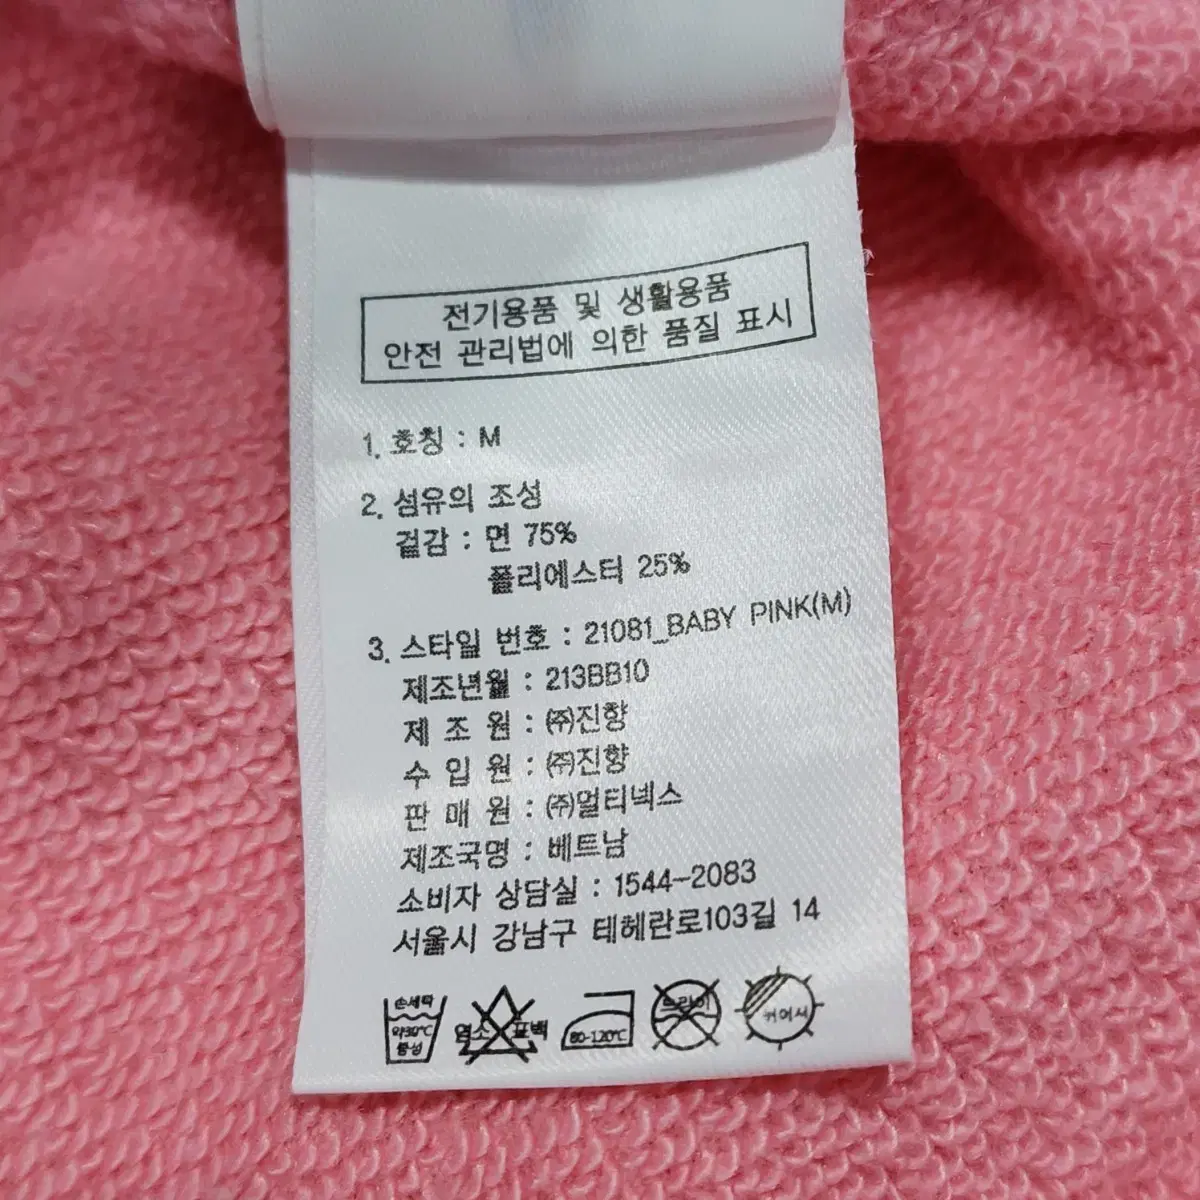 전기용품 및 생활용품
안전 관리법에 의한 품질 표시
1. 호칭 : M
2. 섬유의 조성
겉감 : 면 75%
폴리에스터 25%
3. 스타일 번호 : 21081_BABY PINK(M)
제조년월 : 213BB10
제 조 원 : ㈜진향
수 입 원 : ㈜진향
판 매 원 : ㈜멀티넥스
제조국명 : 베트남
소비자 상담실 : 1544-2083
서울시 강남구 테헤란로103길 14
손세탁
약30℃
중성
염소 표백
80-120℃
드라이
뉘어서